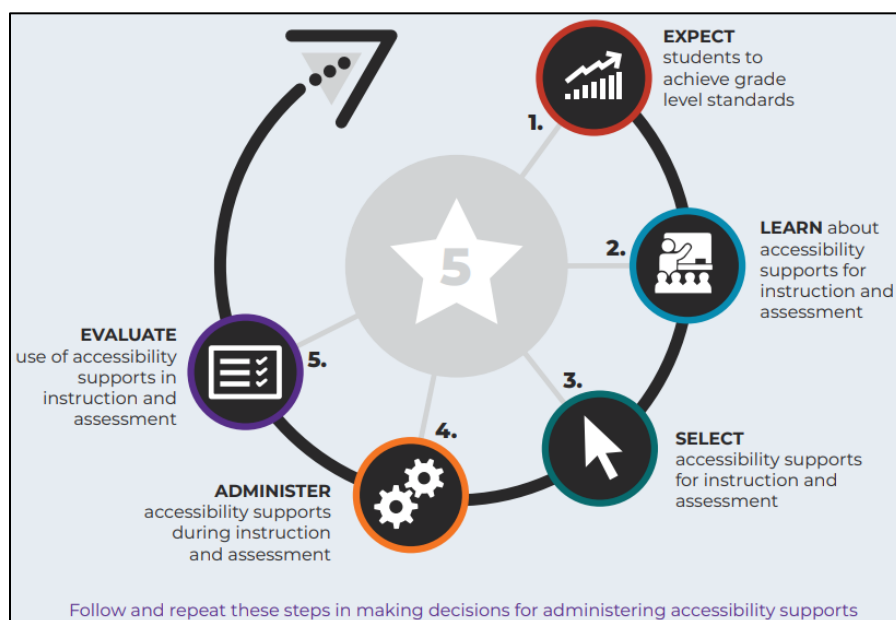 1.
EXPECT
students to
achieve grade
level standards
2.
LEARN about
accessibility
supports for
instruction and
assessment
3.
SELECT
accessibility supports
for instruction and
assessment
4.
ADMINISTER
accessibility supports
during instruction
and assessment
5.
EVALUATE
use of accessibility
supports in
instruction and
assessment
5
Follow and repeat these steps in making decisions for administering accessibility supports